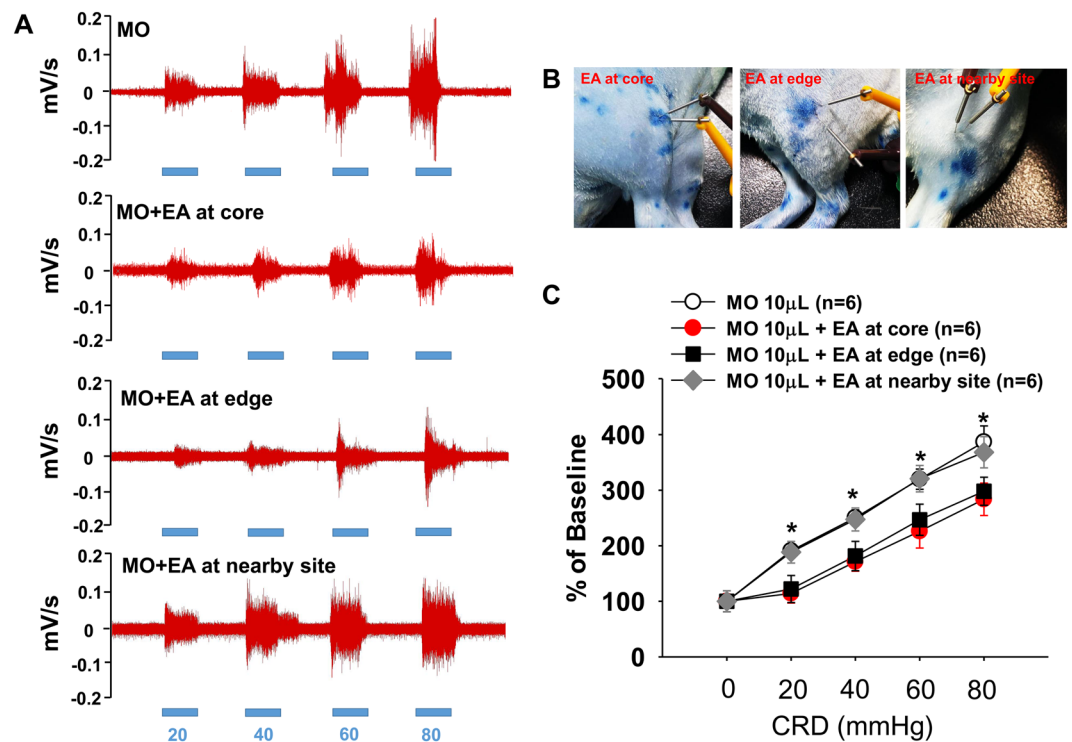 A
0.2
0.1
0
-0.1
-0.2
mV/s
MO
0.2
0.1
0
-0.1
-0.2
mV/s
MO+EA at core
0.2
0.1
0
-0.1
-0.2
mV/s
MO+EA at edge
0.2
0.1
0
-0.1
-0.2
mV/s
MO+EA at nearby site
20 40 60 80
B
EA at core
EA at edge
EA at nearby site
C
MO 10μL (n=6)
MO 10μL + EA at core (n=6)
MO 10μL + EA at edge (n=6)
MO 10μL + EA at nearby site (n=6)
% of Baseline
500
400
300
200
100
0
* * * *
0 20 40 60 80
CRD (mmHg)